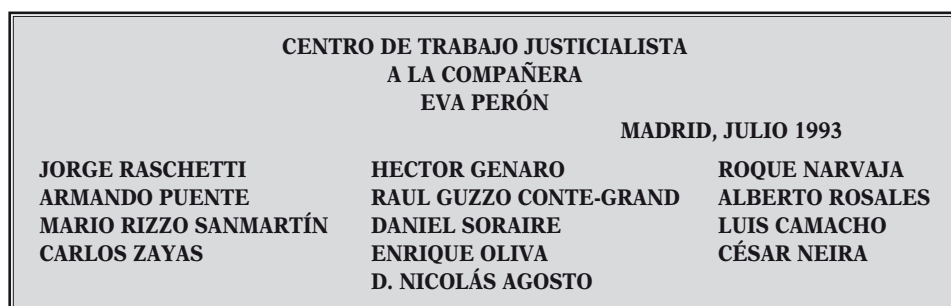 CENTRO DE TRABAJO JUSTICIALISTA
A LA COMPAÑERA
EVA PERÓN
MADRID, JULIO 1993
JORGE RASCHETTI HECTOR GENARO ROQUE NARVAJA
ARMANDO PUENTE RAUL GUZZO CONTE-GRAND ALBERTO ROSALES
MARIO RIZZO SANMARTÍN DANIEL SORAIRE LUIS CAMACHO
CARLOS ZAYAS ENRIQUE OLIVA CÉSAR NEIRA
D. NICOLÁS AGOSTO